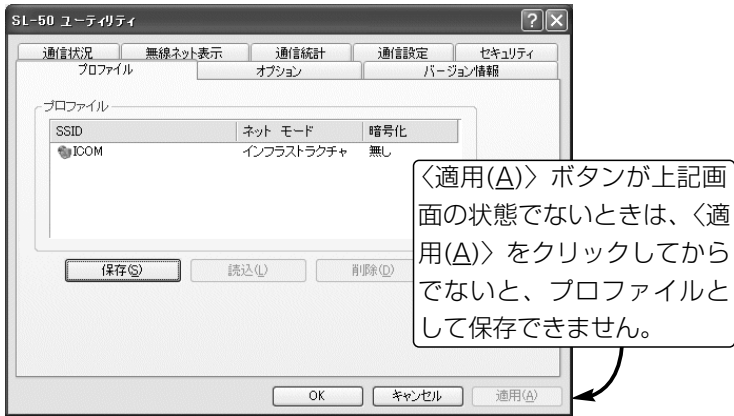 SL-50 ユーティリティ
通信状況 無線ネット表示 通信統計 通信設定 セキュリティ
プロファイル オプション バージョン情報
プロファイル
SSID ネット モード 暗号化
ICOM インフラストラクチャ 無し
〈適用(A)〉ボタンが上記画
面の状態でないときは、〈適
用(A)〉をクリックしてから
でないと、プロファイルと
して保存できません。
保存(S) 読込(L) 削除(D)
OK キャンセル 適用(A)